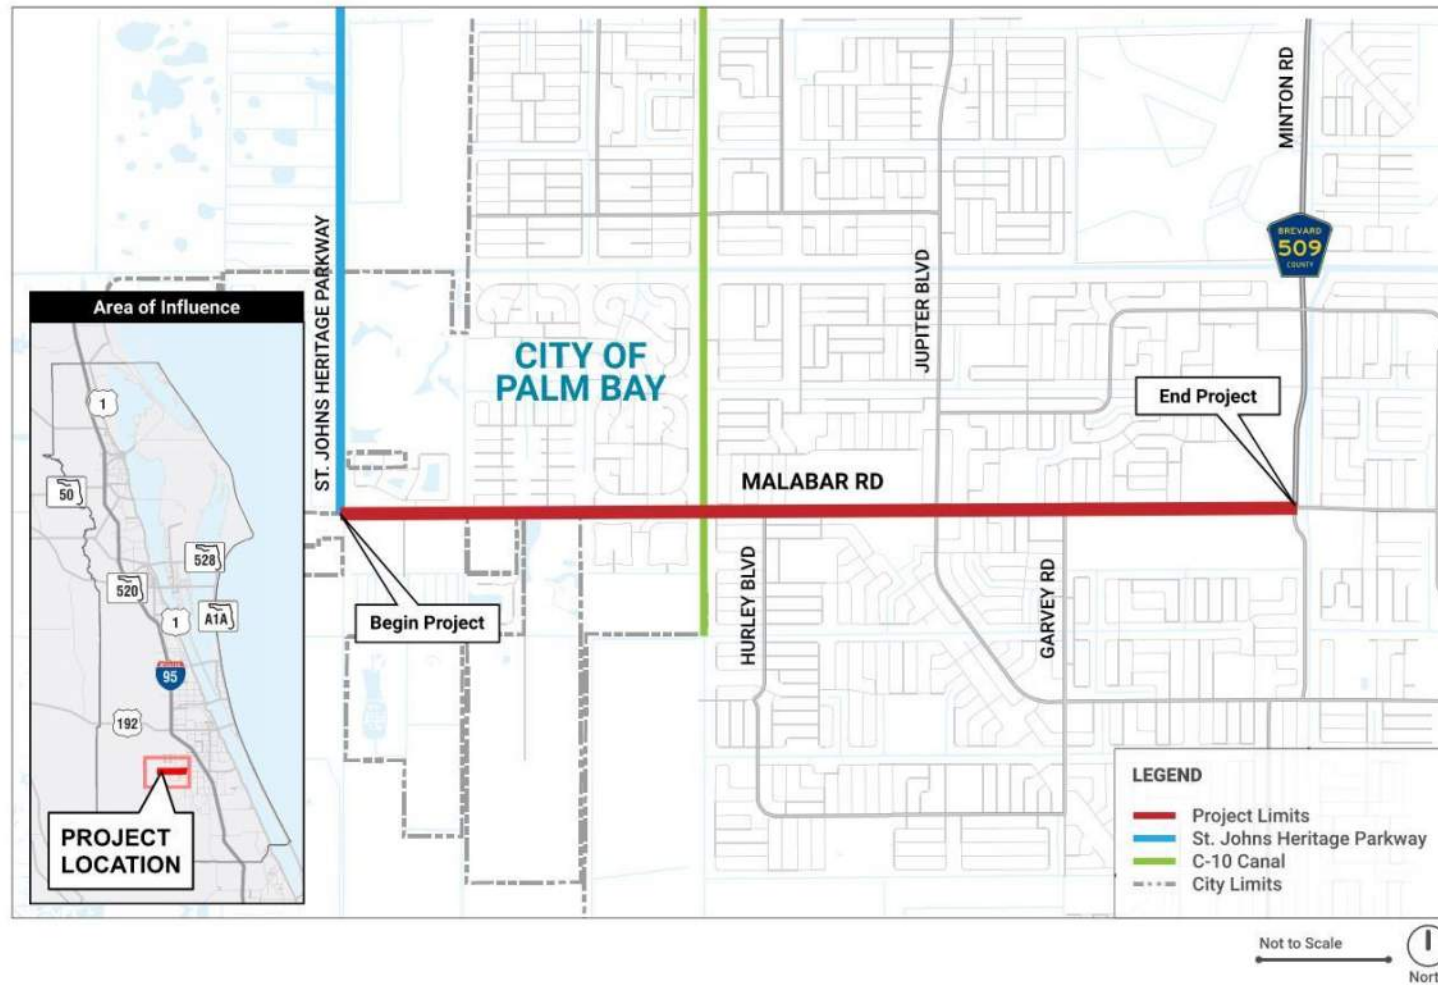 ST. JOHNS HERITAGE PARKWAY
MINTON RD
BREVARD
509
COUNTY
JUPITER BLVD
CITY OF
PALM BAY
End Project
MALABAR RD
Begin Project
HURLEY BLVD
GARVEY RD
Area of Influence
1
50
528
520
1
A1A
95
192
PROJECT
LOCATION
LEGEND
Project Limits
St. Johns Heritage Parkway
C-10 Canal
City Limits
Not to Scale
Nort